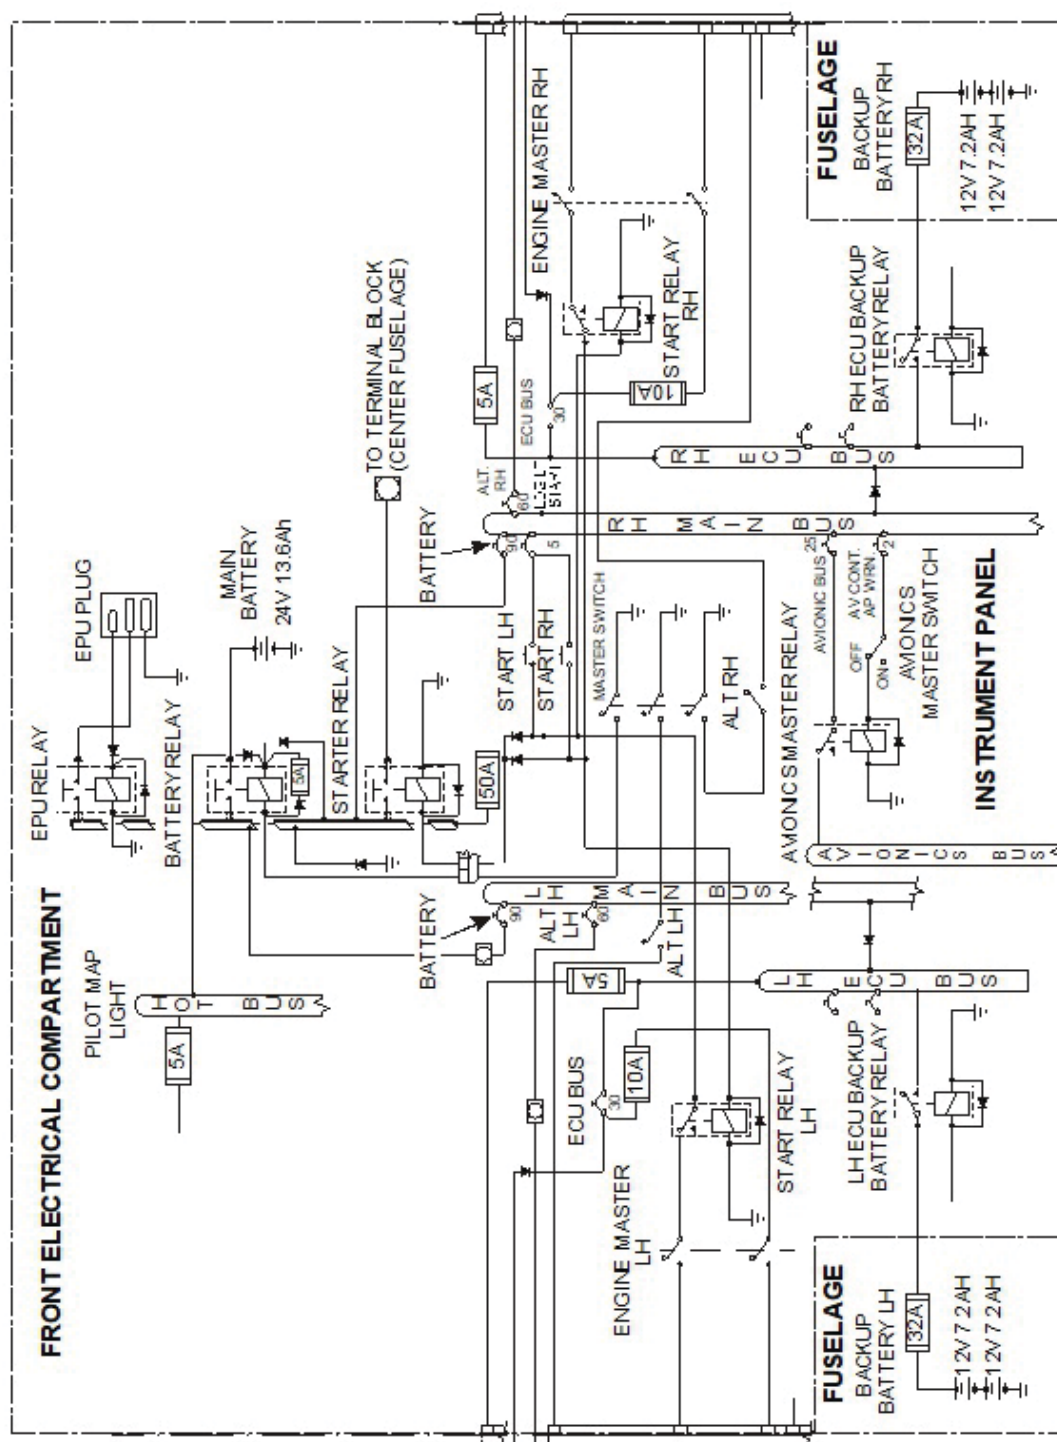 FRONT ELECTRICAL COMPARTMENT
PILOT MAP
LIGHT
5A
HOT BUS
EPU RELAY
EPU PLUG
BATTERY RELAY
5A
MAIN
BATTERY
24V 13.6Ah
STARTER RELAY
TO TERMINAL BLOCK
(CENTER FUSELAGE)
50A
BATTERY
90
BATTERY
90
5
LH MAIN BUS
ALT
LH
60
ALT.
RH
60
START LH
START RH
5A
ECU BUS
30
10A
5A
ECU BUS
30
10A
ENGINE MASTER RH
ENGINE MASTER
LH
START RELAY
LH
START RELAY
RH
MASTER SWITCH
ALT LH
ALT RH
RH MAIN BUS
RH ECU BUS
LH ECU BUS
AVIONICS MASTER RELAY
AVIONIC BUS
25
AV CONT.
AP WRN.
2
OFF
ON
AVIONCS
MASTER SWITCH
AVIONICS BUS
INSTRUMENT PANEL
LH ECU BACKUP
BATTERY RELAY
RH ECU BACKUP
BATTERY RELAY
FUSELAGE
BACKUP
BATTERY LH
32A
12V 7.2AH
12V 7.2AH
FUSELAGE
BACKUP
BATTERY RH
32A
12V 7.2AH
12V 7.2AH